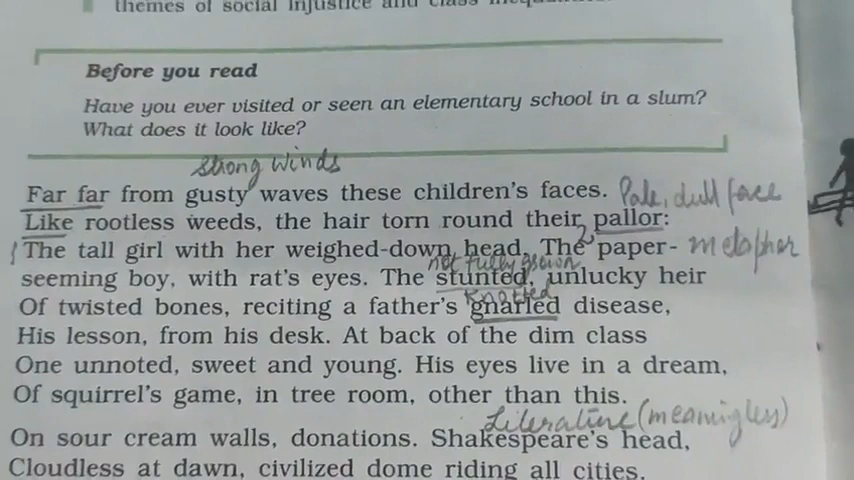 themes of social injustice and class
Before you read
Have you ever visited or seen an elementary school in a slum?
What does it look like?
strong winds
Far far from gusty waves these children's faces. Pale, dull face
Like rootless weeds, the hair torn round their pallor:
The tall girl with her weighed-down head. The paper- metaphor
not fully grown
seeming boy, with rat's eyes. The stunted, unlucky heir
Knotted
Of twisted bones, reciting a father's gnarled disease,
His lesson, from his desk. At back of the dim class
One unnoted, sweet and young. His eyes live in a dream,
Of squirrel's game, in tree room, other than this.
Literature (meamigless)
On sour cream walls, donations. Shakespeare's head,
Cloudless at dawn, civilized dome riding all cities.